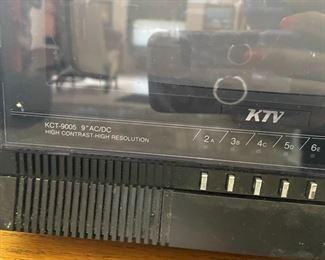 KTV
KCT-9005 9" AC/DC
HIGH CONTRAST·HIGH RESOLUTION
2A 3B 4C 5D 6E